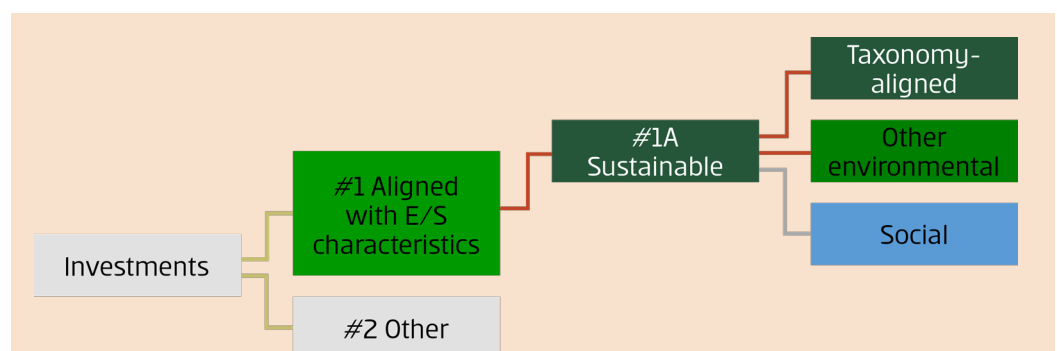 Taxonomy-
aligned
#1A
Sustainable
Other
environmental
#1 Aligned
with E/S
characteristics
Social
Investments
#2 Other